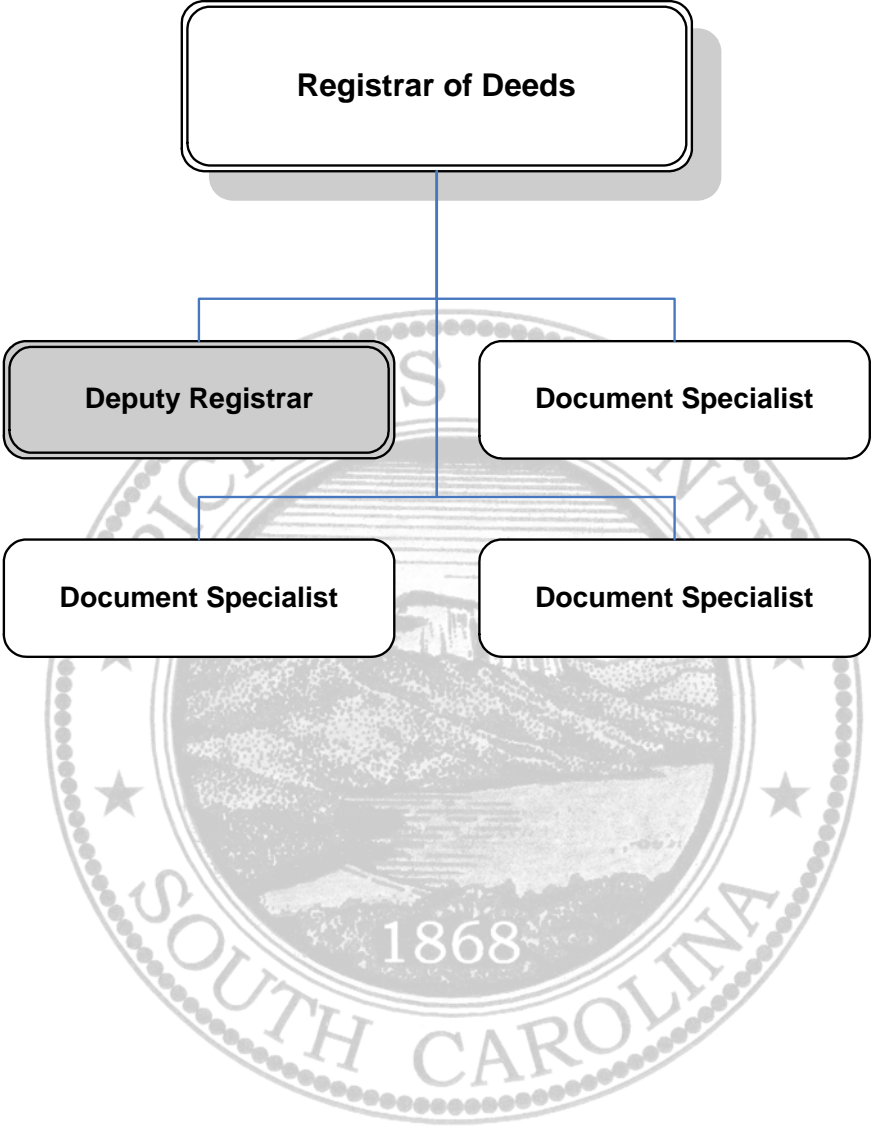 Registrar of Deeds
Deputy Registrar
Document Specialist
Document Specialist
Document Specialist
1868
SOUTH CAROLINA